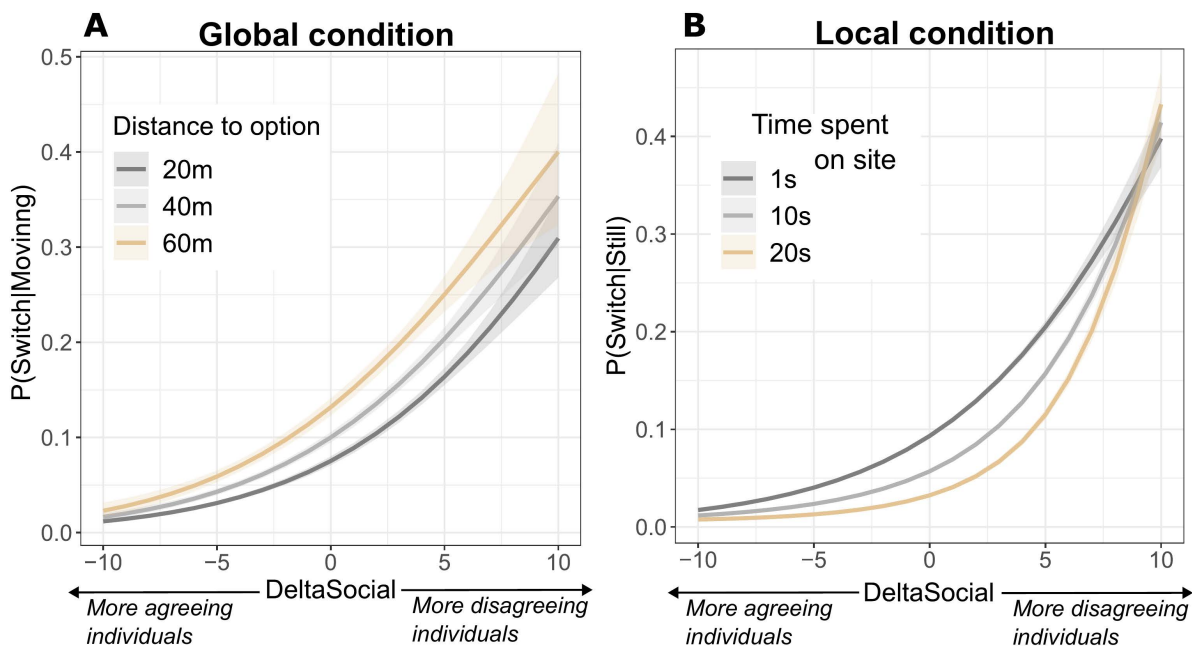 A
Global condition
P(Switch|Movinng)
0.5
0.4
0.3
0.2
0.1
0.0
Distance to option
20m
40m
60m
−10
−5
0
5
10
DeltaSocial
More agreeing
individuals
More disagreeing
individuals
B
Local condition
P(Switch|Still)
0.4
0.3
0.2
0.1
0.0
Time spent
on site
1s
10s
20s
−10
−5
0
5
10
DeltaSocial
More agreeing
individuals
More disagreeing
individuals